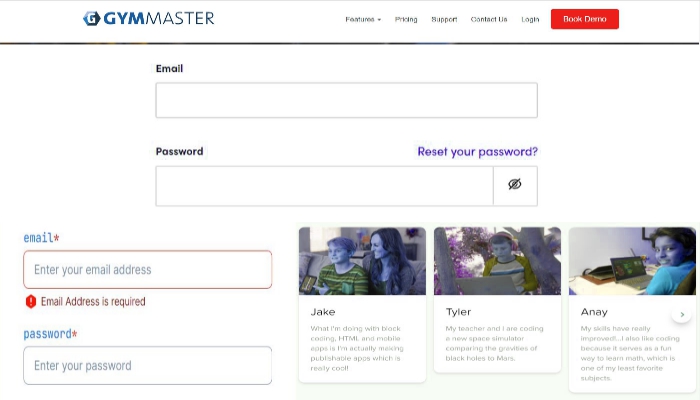 GYMMASTER
Features Pricing Support Contact Us Login Book Demo
Email
Password Reset your password?
email*
Enter your email address
Email Address is required
password*
Enter your password
Jake
What I'm doing with block
coding, HTML and mobile
apps is I'm actually making
publishable apps which is
really cool!
Tyler
My teacher and I are coding
a new space simulator
comparing the gravities of
black holes to Mars.
Anay
My skills have really
improved!...I also like coding
because it serves as a fun
way to learn math, which is
one of my least favorite
subjects.